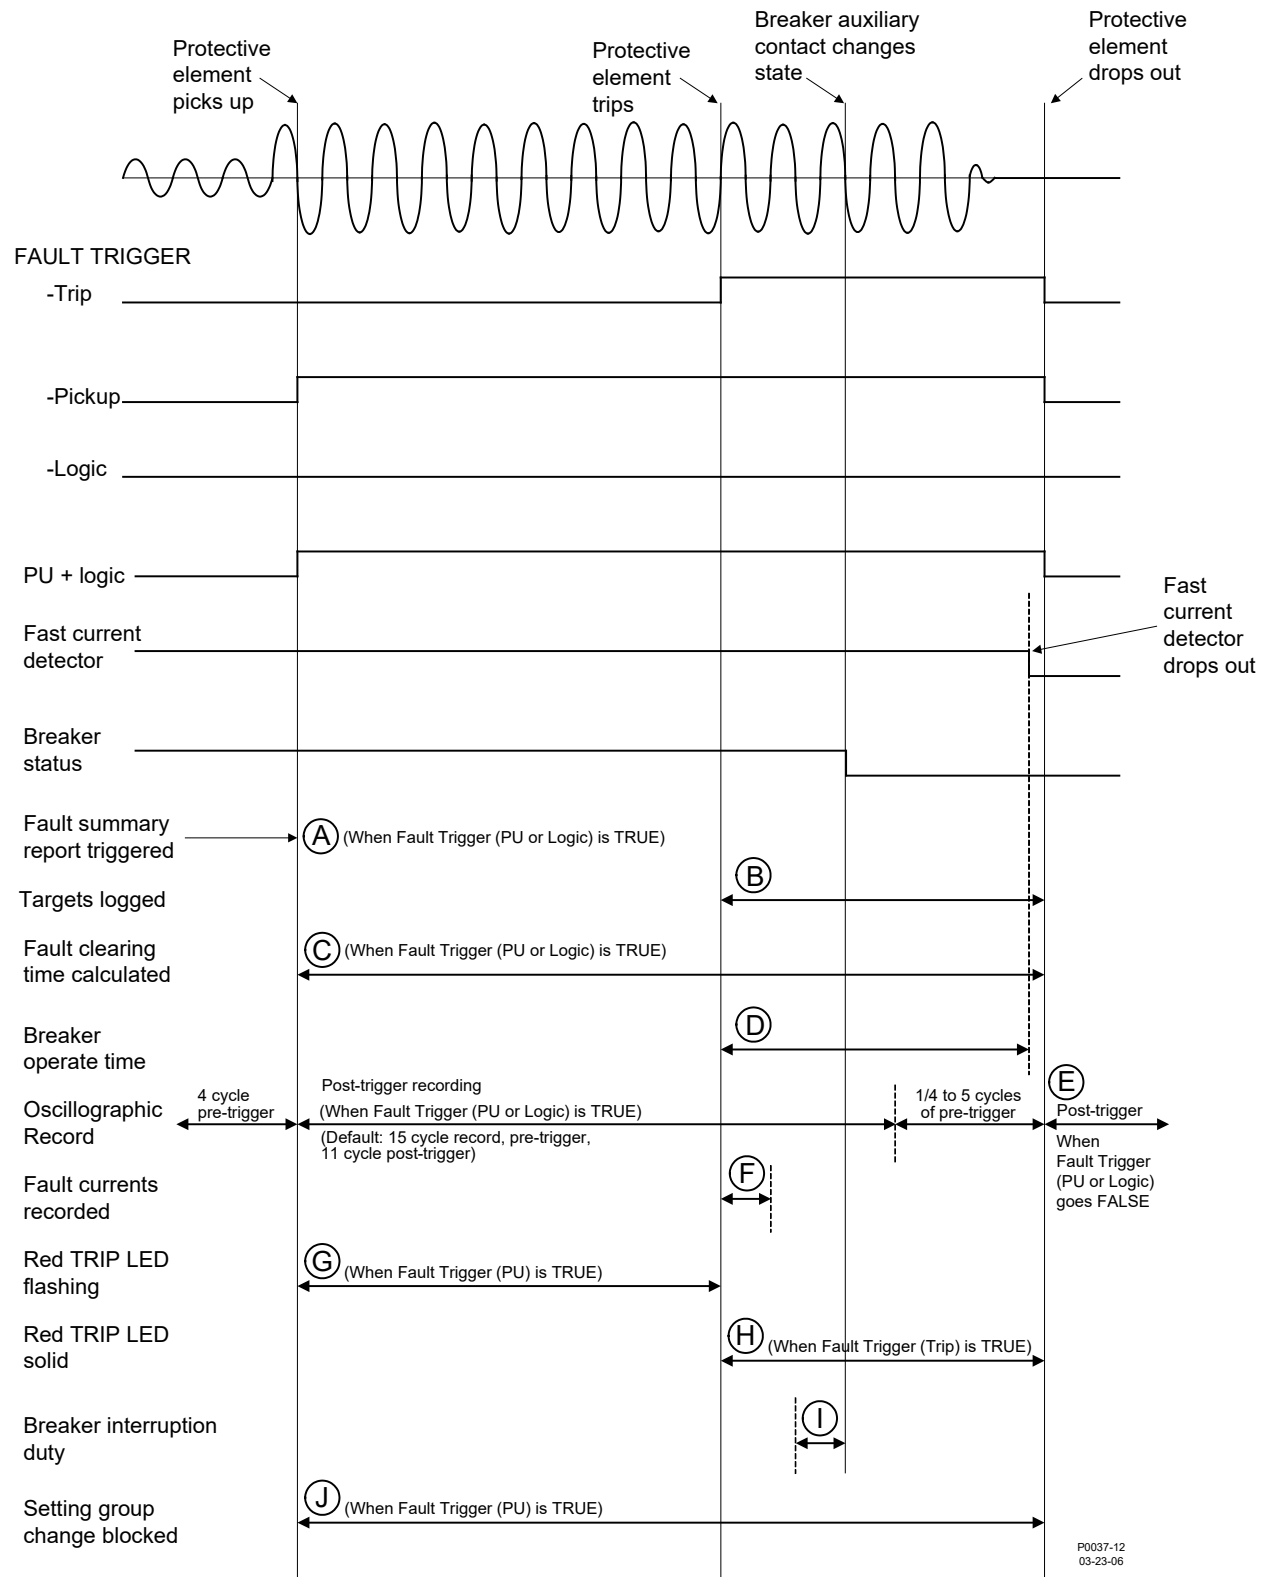 Protective
element
picks up
Protective
element
trips
Breaker auxiliary
contact changes
state
Protective
element
drops out
FAULT TRIGGER
-Trip
-Pickup
-Logic
PU + logic
Fast current
detector
Fast
current
detector
drops out
Breaker
status
Fault summary
report triggered
A (When Fault Trigger (PU or Logic) is TRUE)
B
Targets logged
Fault clearing
time calculated
C (When Fault Trigger (PU or Logic) is TRUE)
Breaker
operate time
D
Oscillographic
Record
4 cycle
pre-trigger
Post-trigger recording
(When Fault Trigger (PU or Logic) is TRUE)
(Default: 15 cycle record, pre-trigger,
11 cycle post-trigger)
1/4 to 5 cycles
of pre-trigger
E
Post-trigger
When
Fault Trigger
(PU or Logic)
goes FALSE
Fault currents
recorded
F
Red TRIP LED
flashing
G (When Fault Trigger (PU) is TRUE)
Red TRIP LED
solid
H (When Fault Trigger (Trip) is TRUE)
Breaker interruption
duty
I
Setting group
change blocked
J (When Fault Trigger (PU) is TRUE)
P0037-12
03-23-06